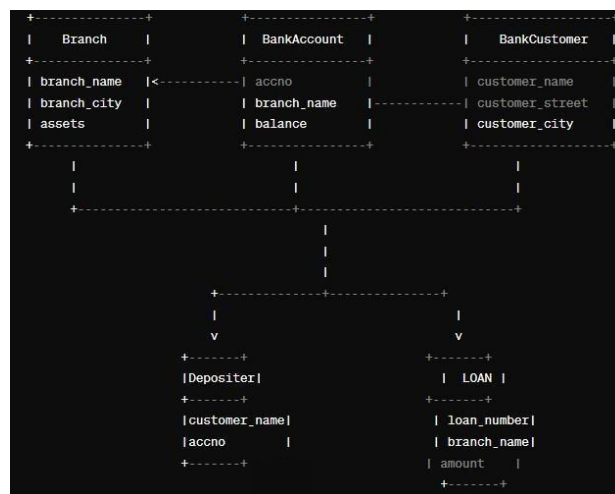 Branch BankAccount BankCustomer
branch_name accno customer_name
branch_city branch_name customer_street
assets balance customer_city
Depositer LOAN
customer_name loan_number
accno branch_name
amount